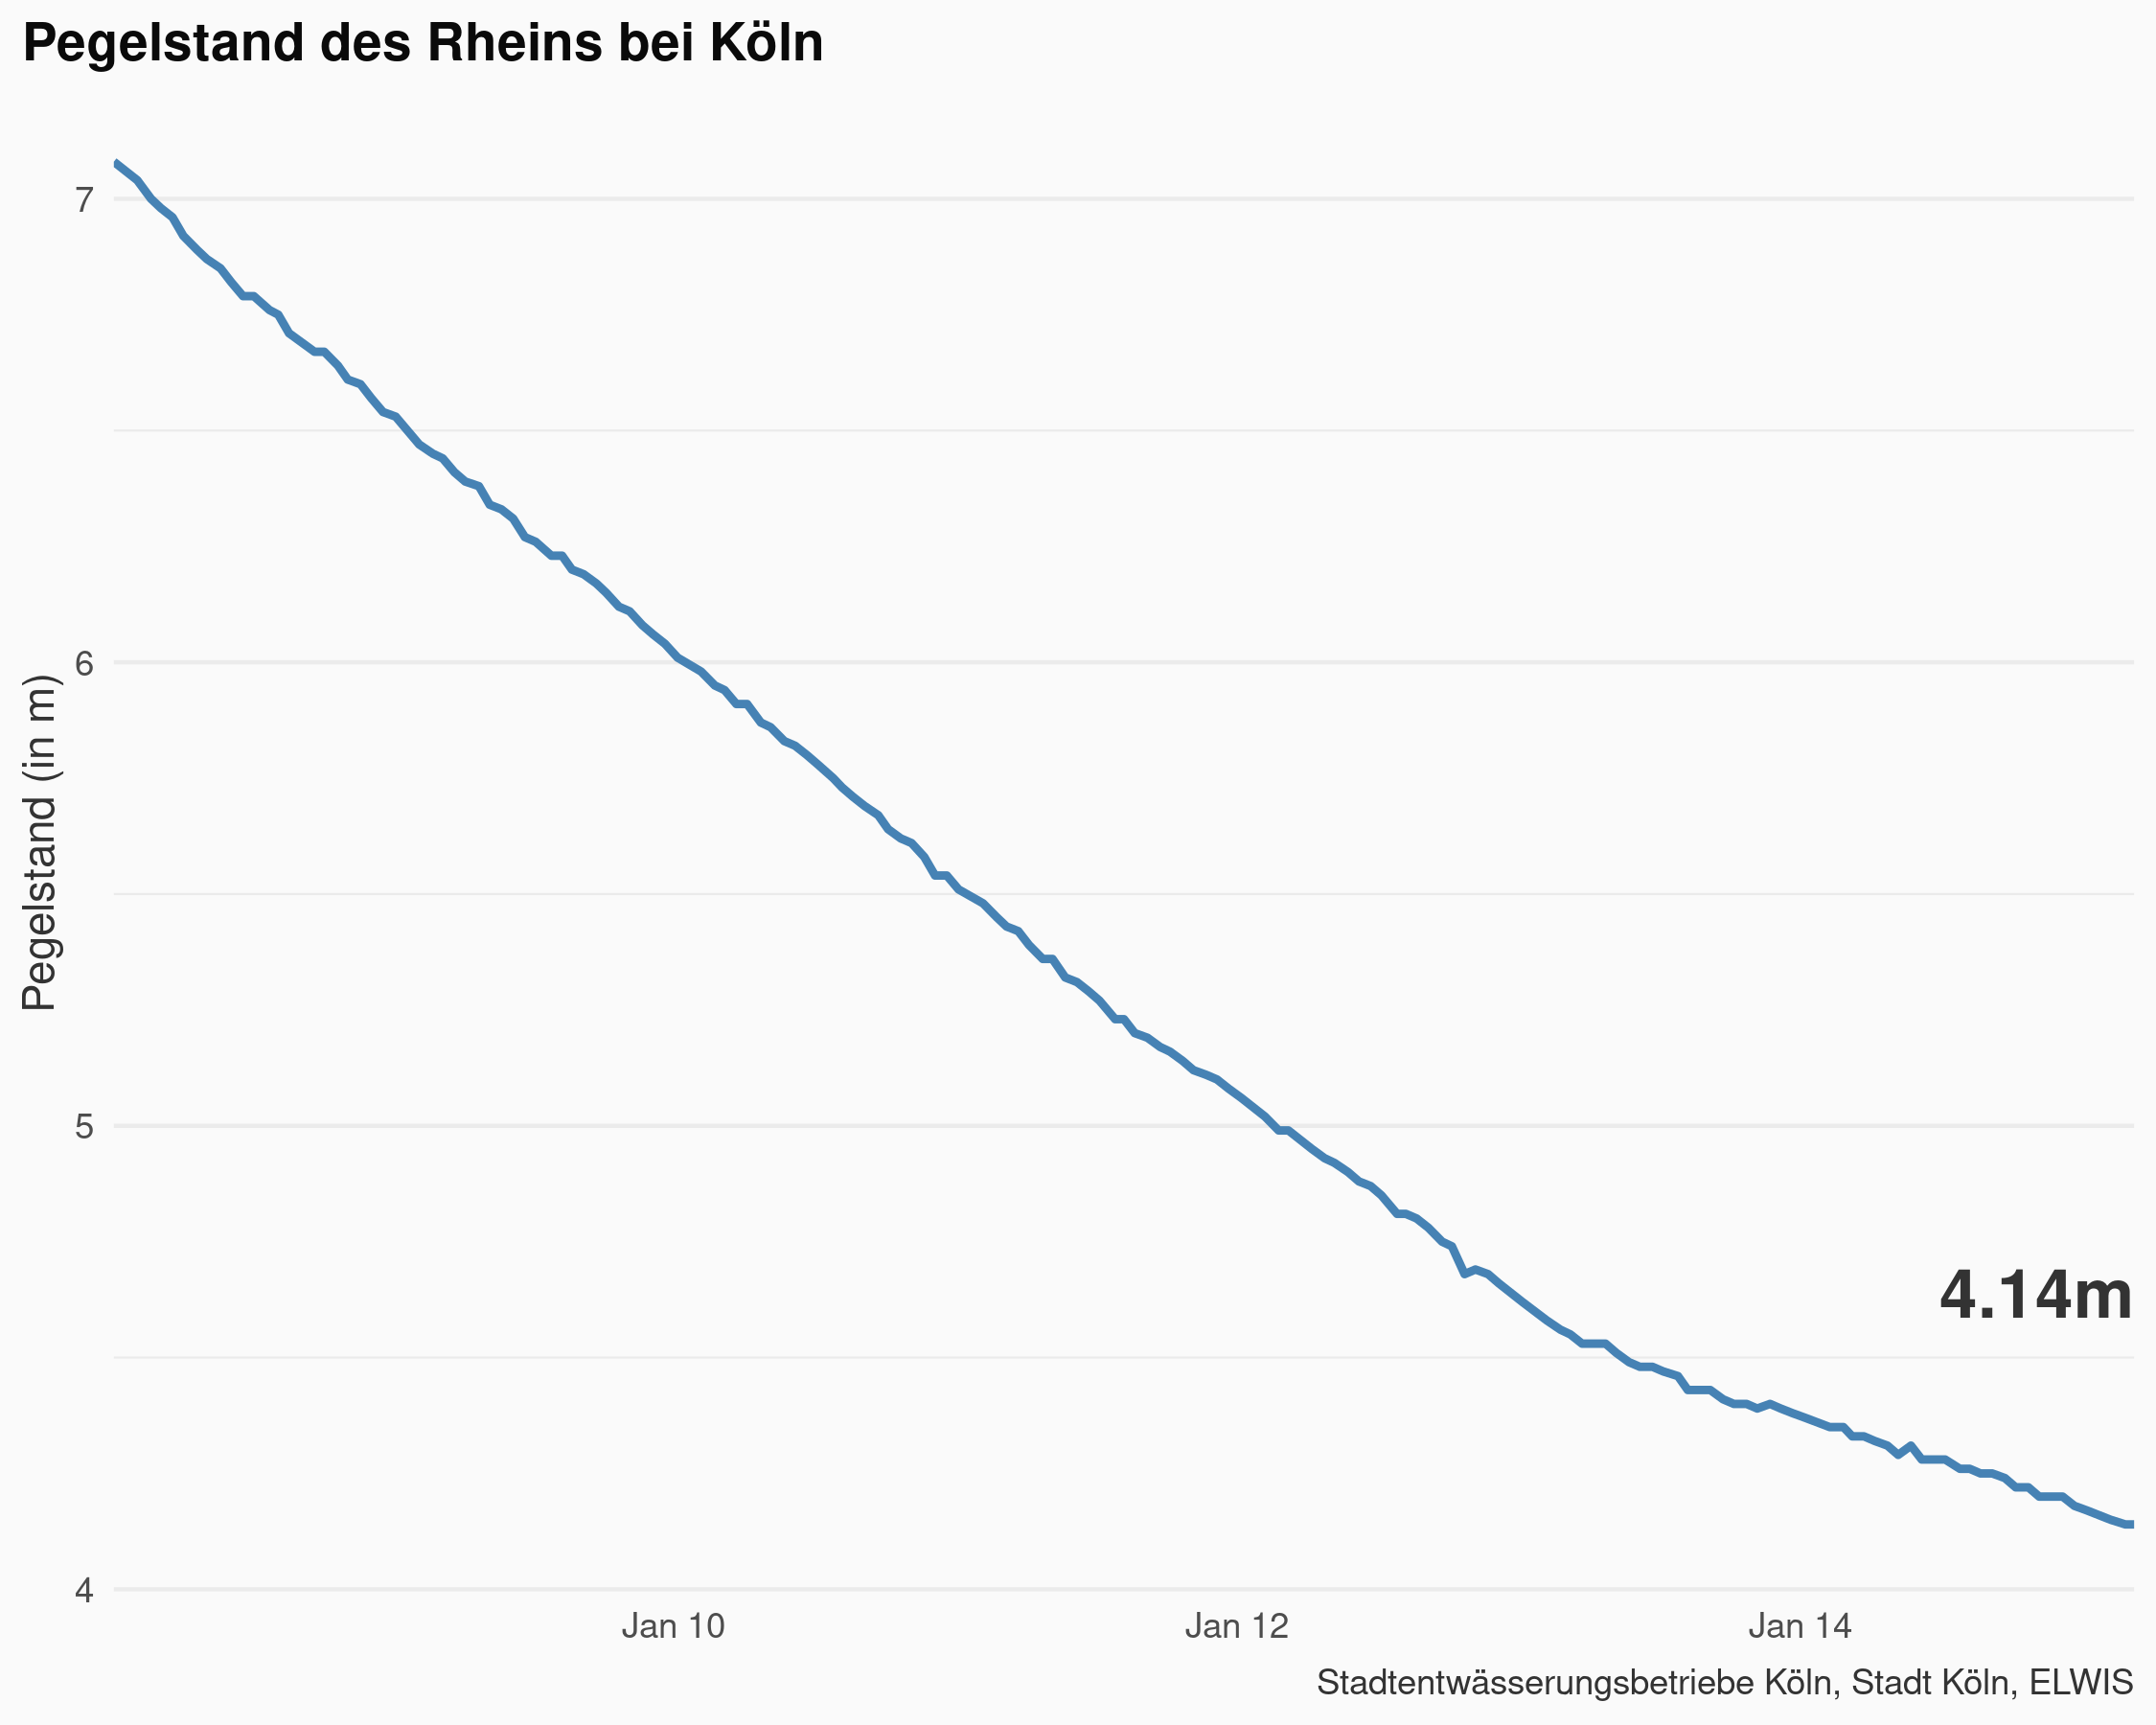 Pegelstand des Rheins bei Köln
Pegelstand (in m)
7
6
5
4
4.14m
Jan 10
Jan 12
Jan 14
Stadtentwässerungsbetriebe Köln, Stadt Köln, ELWIS